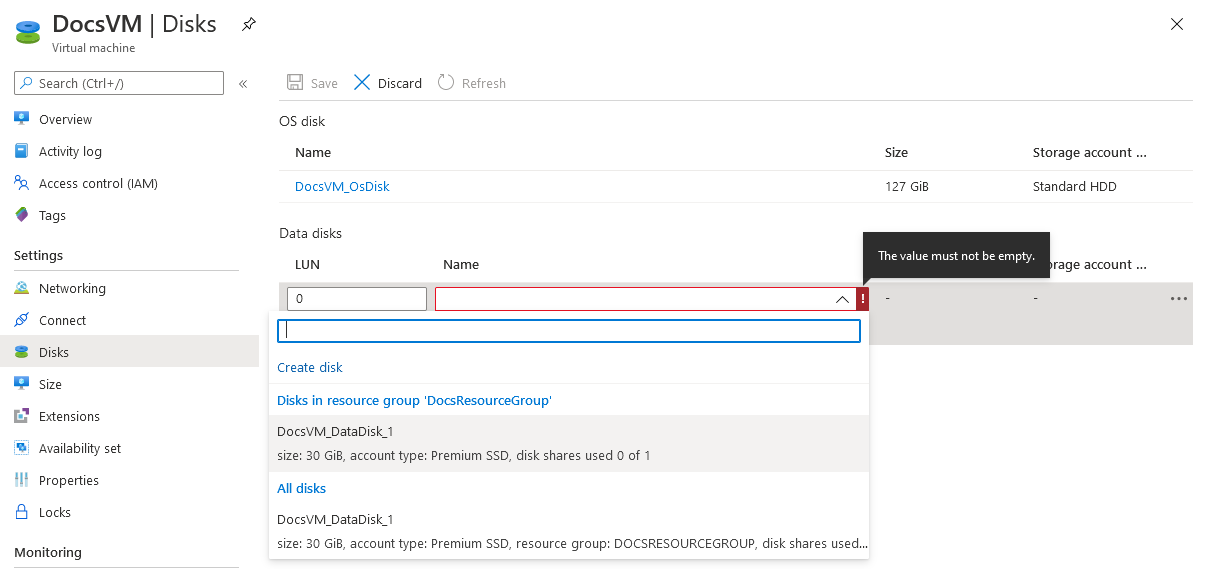 DocsVM | Disks
Virtual machine
Search (Ctrl+/)
«
Overview
Activity log
Access control (IAM)
Tags
Settings
Networking
Connect
Disks
Size
Extensions
Availability set
Properties
Locks
Monitoring
Save Discard Refresh
OS disk
Name Size Storage account ...
DocsVM_OsDisk 127 GiB Standard HDD
Data disks
The value must not be empty.
LUN Name orage account ...
0 ! - - ...
Create disk
Disks in resource group 'DocsResourceGroup'
DocsVM_DataDisk_1
size: 30 GiB, account type: Premium SSD, disk shares used 0 of 1
All disks
DocsVM_DataDisk_1
size: 30 GiB, account type: Premium SSD, resource group: DOCSRESOURCEGROUP, disk shares used...